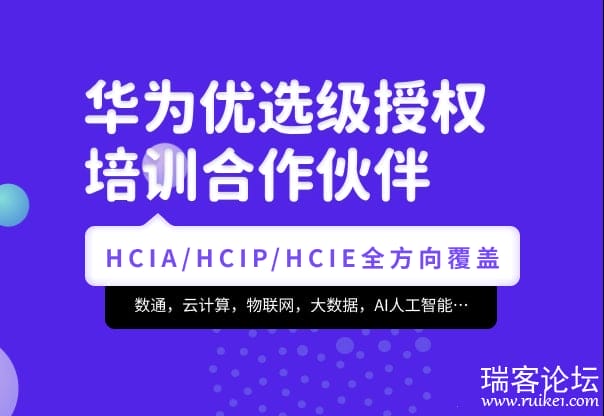 华为优选级授权
培训合作伙伴
HCIA/HCIP/HCIE全方向覆盖
数通，云计算，物联网，大数据，AI人工智能…
瑞客论坛
www.ruike1.com